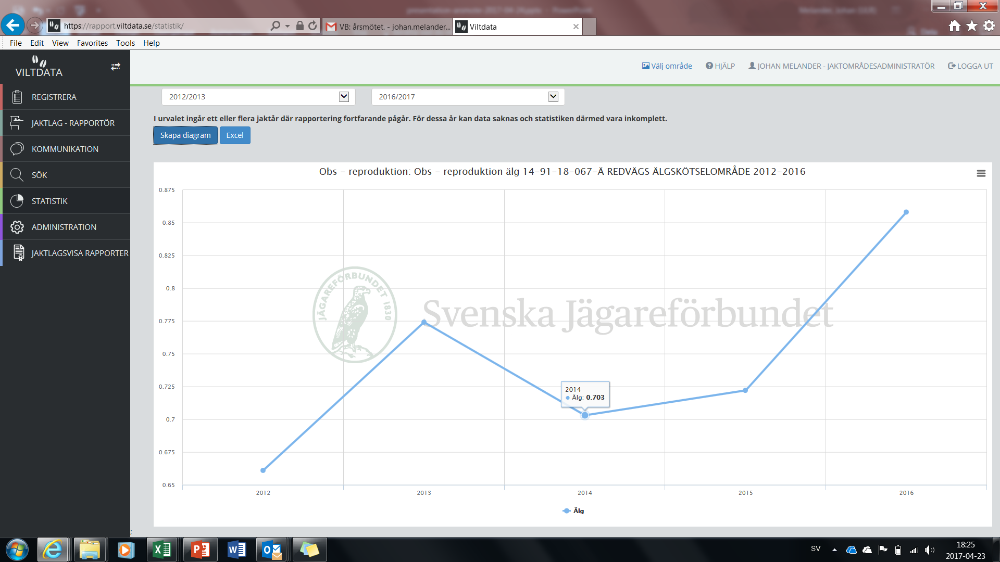 https://rapport.viltdata.se/statistik/
VB: årsmötet. - johan.melander...
Viltdata
File Edit View Favorites Tools Help
VILTDATA
Välj område
HJÄLP
JOHAN MELANDER - JAKTOMRÅDESADMINISTRATÖR
LOGGA UT
REGISTRERA
JAKTLAG - RAPPORTÖR
KOMMUNIKATION
SÖK
STATISTIK
ADMINISTRATION
JAKTLAGSVISA RAPPORTER
2012/2013
2016/2017
I urvalet ingår ett eller flera jaktår där rapportering fortfarande pågår. För dessa år kan data saknas och statistiken därmed vara inkomplett.
Skapa diagram
Excel
Obs - reproduktion: Obs - reproduktion älg 14-91-18-067-Ä REDVÄGS ÄLGSKÖTSELOMRÅDE 2012-2016
0.875
0.85
0.825
0.8
0.775
0.75
0.725
0.7
0.675
0.65
JÄGAREFÖRBUNDET 1830
Svenska Jägareförbundet
2014
Älg: 0.703
2012
2013
2014
2015
2016
Älg
SV
18:25
2017-04-23